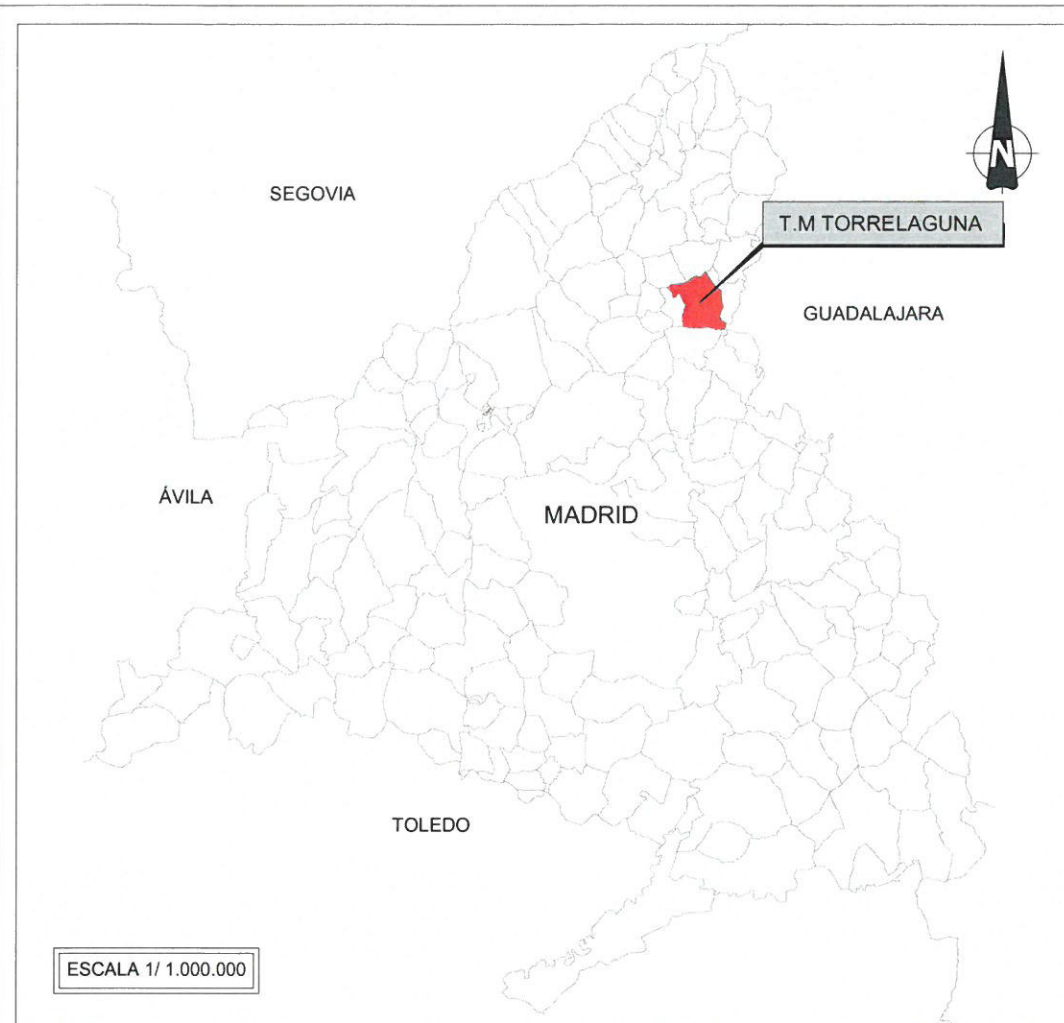 SEGOVIA
N
T.M TORRELAGUNA
GUADALAJARA
ÁVILA
MADRID
TOLEDO
ESCALA 1/ 1.000.000